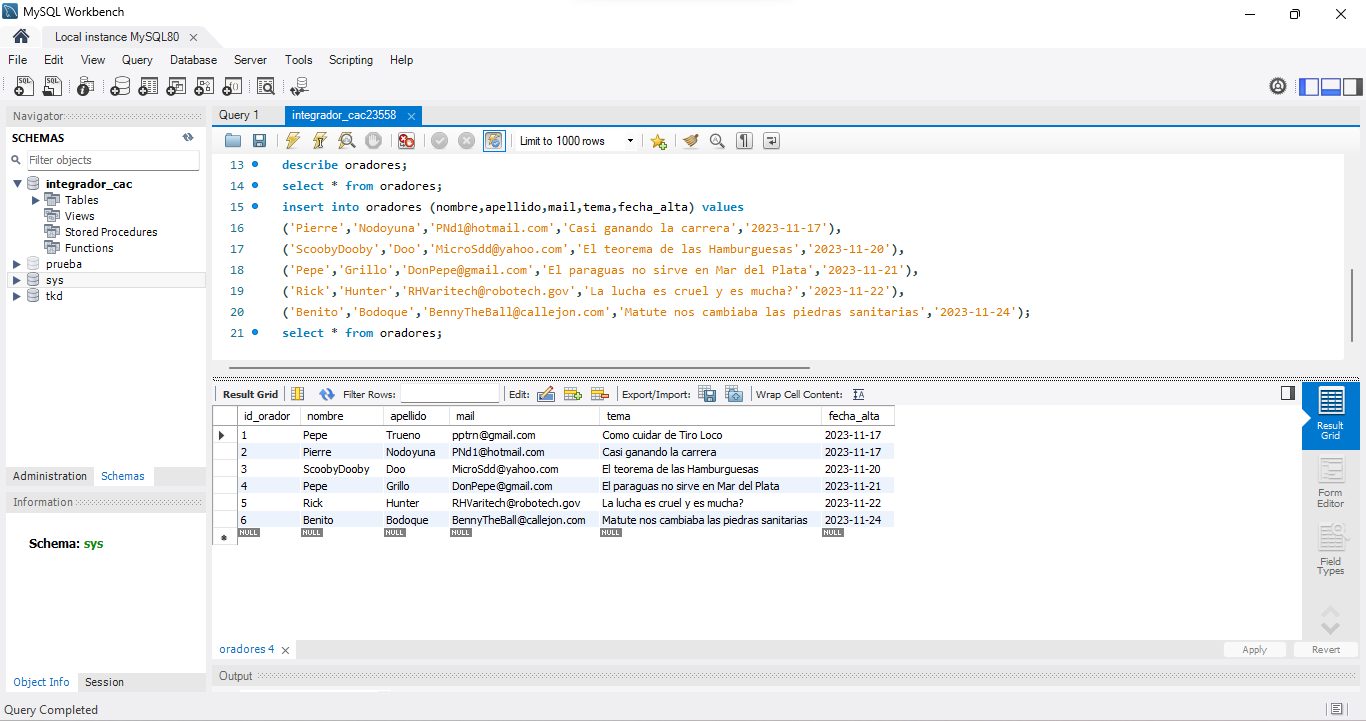 MySQL Workbench
Local instance MySQL80
File Edit View Query Database Server Tools Scripting Help
Navigator
SCHEMAS
Filter objects
integrador_cac
Tables
Views
Stored Procedures
Functions
prueba
sys
tkd
Administration Schemas
Information
Schema: sys
Object Info Session
Query 1 integrador_cac23558
Limit to 1000 rows
13 describe oradores;
14 select * from oradores;
15 insert into oradores (nombre,apellido,mail,tema,fecha_alta) values
16 ('Pierre','Nodoyuna','PNd1@hotmail.com','Casi ganando la carrera','2023-11-17'),
17 ('ScoobyDooby','Doo','MicroSdd@yahoo.com','El teorema de las Hamburguesas','2023-11-20'),
18 ('Pepe','Grillo','DonPepe@gmail.com','El paraguas no sirve en Mar del Plata','2023-11-21'),
19 ('Rick','Hunter','RHVaritech@robotech.gov','La lucha es cruel y es mucha?','2023-11-22'),
20 ('Benito','Bodoque','BennyTheBall@callejon.com','Matute nos cambiaba las piedras sanitarias','2023-11-24');
21 select * from oradores;
Result Grid Filter Rows: Edit: Export/Import: Wrap Cell Content:
id_orador nombre apellido mail tema fecha_alta
1 Pepe Trueno pptrn@gmail.com Como cuidar de Tiro Loco 2023-11-17
2 Pierre Nodoyuna PNd1@hotmail.com Casi ganando la carrera 2023-11-17
3 ScoobyDooby Doo MicroSdd@yahoo.com El teorema de las Hamburguesas 2023-11-20
4 Pepe Grillo DonPepe@gmail.com El paraguas no sirve en Mar del Plata 2023-11-21
5 Rick Hunter RHVaritech@robotech.gov La lucha es cruel y es mucha? 2023-11-22
6 Benito Bodoque BennyTheBall@callejon.com Matute nos cambiaba las piedras sanitarias 2023-11-24
NULL NULL NULL NULL NULL NULL
Result
Grid
Form
Editor
Field
Types
oradores 4
Apply Revert
Output
Query Completed